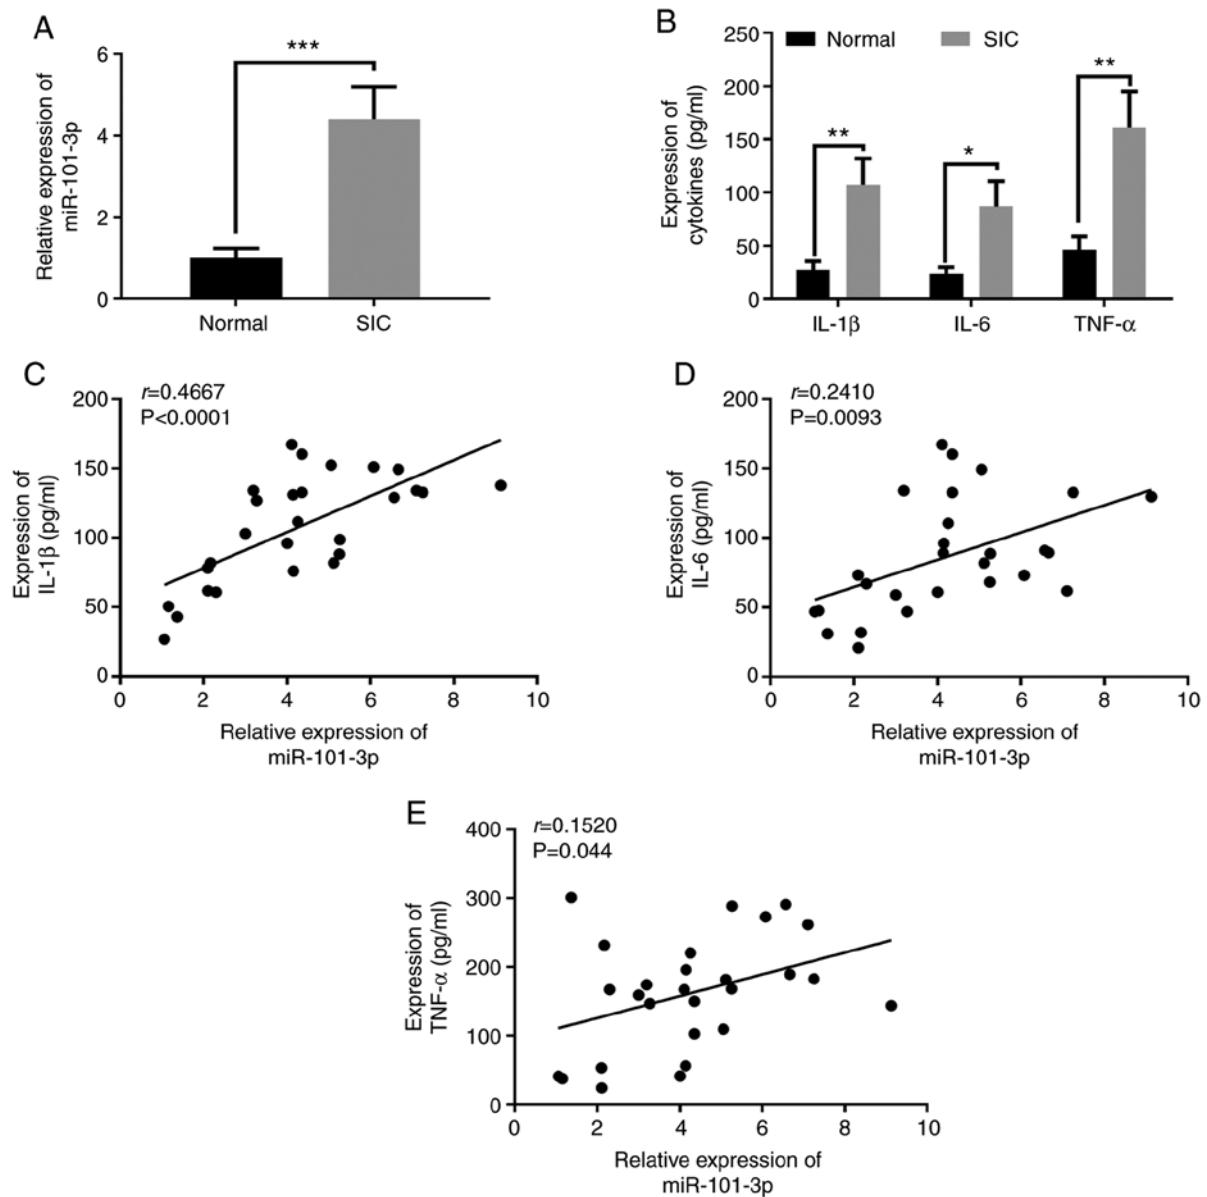 A
Relative expression of
miR-101-3p
6
4
2
0
***
Normal
SIC
B
Expression of
cytokines (pg/ml)
250
200
150
100
50
0
Normal
SIC
**
*
**
IL-1β
IL-6
TNF-α
C
r=0.4667
P<0.0001
Expression of
IL-1β (pg/ml)
200
150
100
50
0
0 2 4 6 8 10
Relative expression of
miR-101-3p
D
r=0.2410
P=0.0093
Expression of
IL-6 (pg/ml)
200
150
100
50
0
0 2 4 6 8 10
Relative expression of
miR-101-3p
E
r=0.1520
P=0.044
Expression of
TNF-α (pg/ml)
400
300
200
100
0
0 2 4 6 8 10
Relative expression of
miR-101-3p